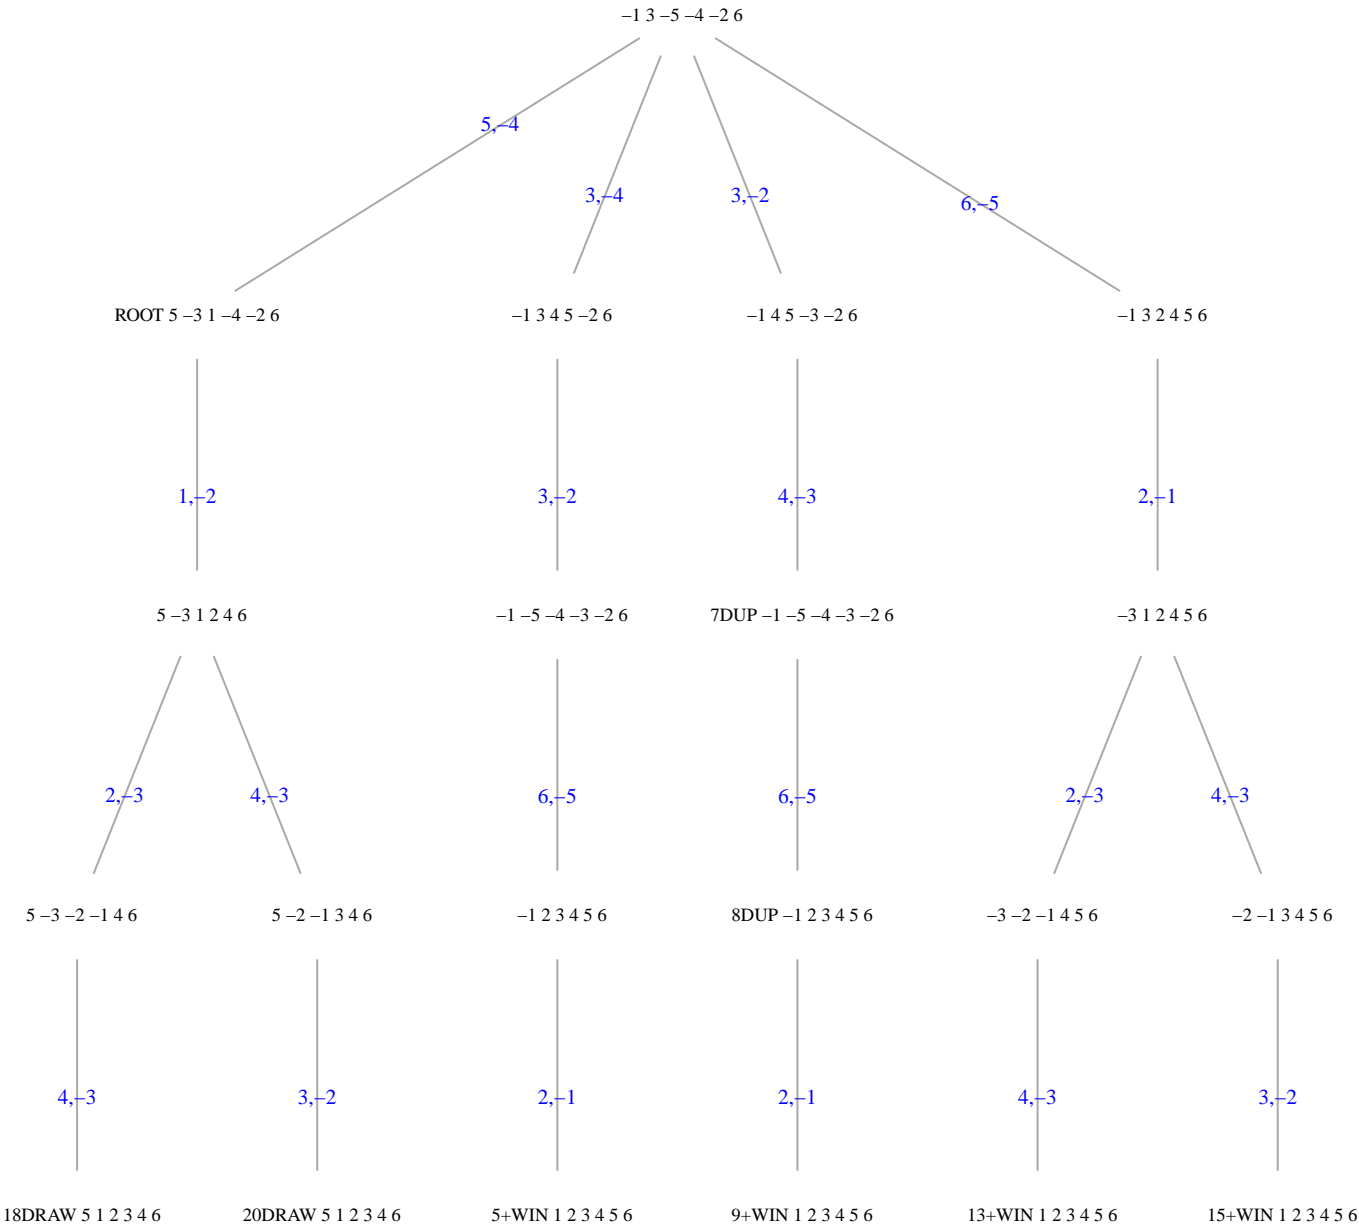 –1 3 –5 –4 –2 6
5,–4
3,–4
3,–2
6,–5
ROOT 5 –3 1 –4 –2 6
–1 3 4 5 –2 6
–1 4 5 –3 –2 6
–1 3 2 4 5 6
1,–2
3,–2
4,–3
2,–1
5 –3 1 2 4 6
–1 –5 –4 –3 –2 6
7DUP –1 –5 –4 –3 –2 6
–3 1 2 4 5 6
2,–3
4,–3
6,–5
6,–5
2,–3
4,–3
5 –3 –2 –1 4 6
5 –2 –1 3 4 6
–1 2 3 4 5 6
8DUP –1 2 3 4 5 6
–3 –2 –1 4 5 6
–2 –1 3 4 5 6
4,–3
3,–2
2,–1
2,–1
4,–3
3,–2
18DRAW 5 1 2 3 4 6
20DRAW 5 1 2 3 4 6
5+WIN 1 2 3 4 5 6
9+WIN 1 2 3 4 5 6
13+WIN 1 2 3 4 5 6
15+WIN 1 2 3 4 5 6